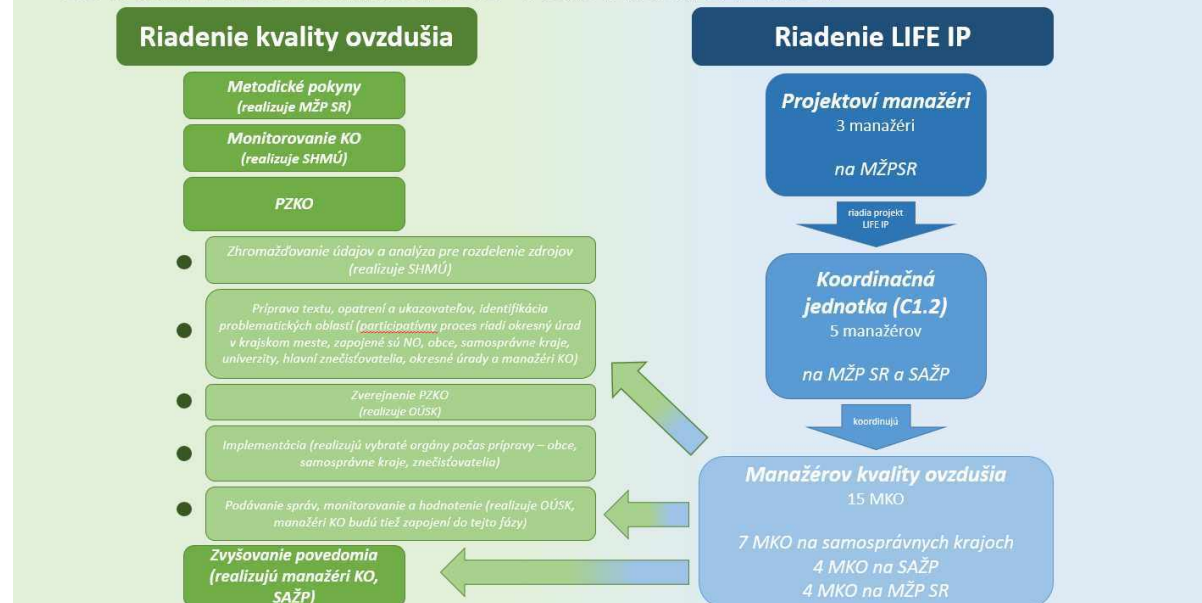 Riadenie kvality ovzdušia
Metodické pokyny
(realizuje MŽP SR)
Monitorovanie KO
(realizuje SHMÚ)
PZKO
Zhromažďovanie údajov a analýza pre rozdelenie zdrojov
(realizuje SHMÚ)
Príprava textu, opatrení a ukazovateľov, identifikácia
problematických oblastí (participatívny proces riadi okresný úrad
v krajskom meste, zapojené sú NO, obce, samosprávne kraje,
univerzity, hlavní znečisťovatelia, okresné úrady a manažéri KO)
Zverejnenie PZKO
(realizuje OÚSK)
Implementácia (realizujú vybraté orgány počas prípravy – obce,
samosprávne kraje, znečisťovatelia)
Podávanie správ, monitorovanie a hodnotenie (realizuje OÚSK,
manažéri KO budú tiež zapojení do tejto fázy)
Zvyšovanie povedomia
(realizujú manažéri KO,
SAŽP)
Riadenie LIFE IP
Projektoví manažéri
3 manažéri
na MŽPSR
riadia projekt
LIFE IP
Koordinačná
jednotka (C1.2)
5 manažérov
na MŽP SR a SAŽP
koordinujú
Manažérov kvality ovzdušia
15 MKO
7 MKO na samosprávnych krajoch
4 MKO na SAŽP
4 MKO na MŽP SR